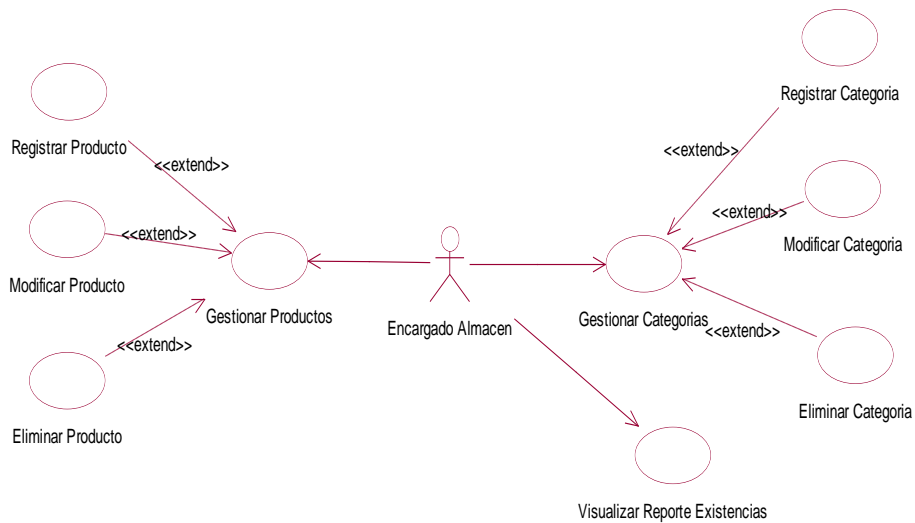 Registrar Categoria
Registrar Producto
<<extend>>
<<extend>>
<<extend>>
<<extend>>
Modificar Categoria
Modificar Producto
Gestionar Productos
Encargado Almacen
Gestionar Categorias
<<extend>>
<<extend>>
Eliminar Categoria
Eliminar Producto
Visualizar Reporte Existencias